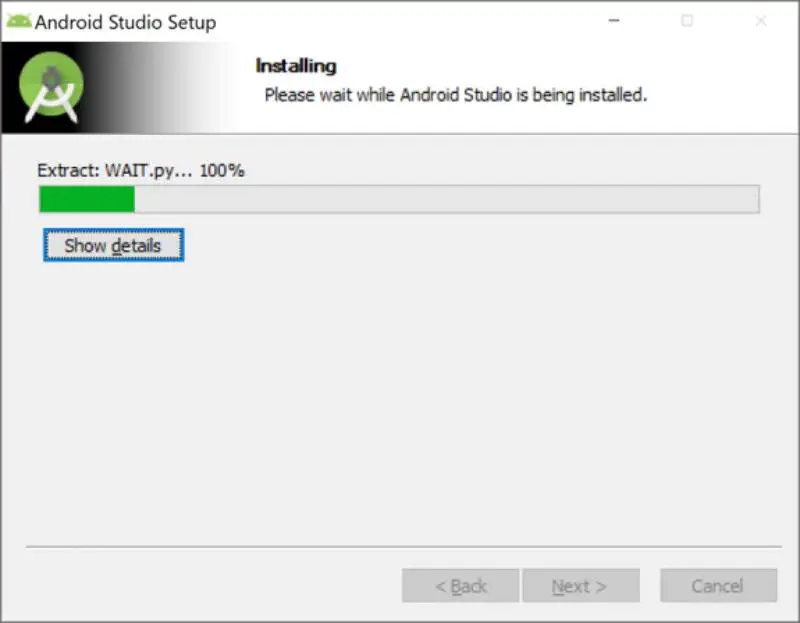 Android Studio Setup
Installing
Please wait while Android Studio is being installed.
Extract: WAIT.py... 100%
Show details
< Back
Next >
Cancel